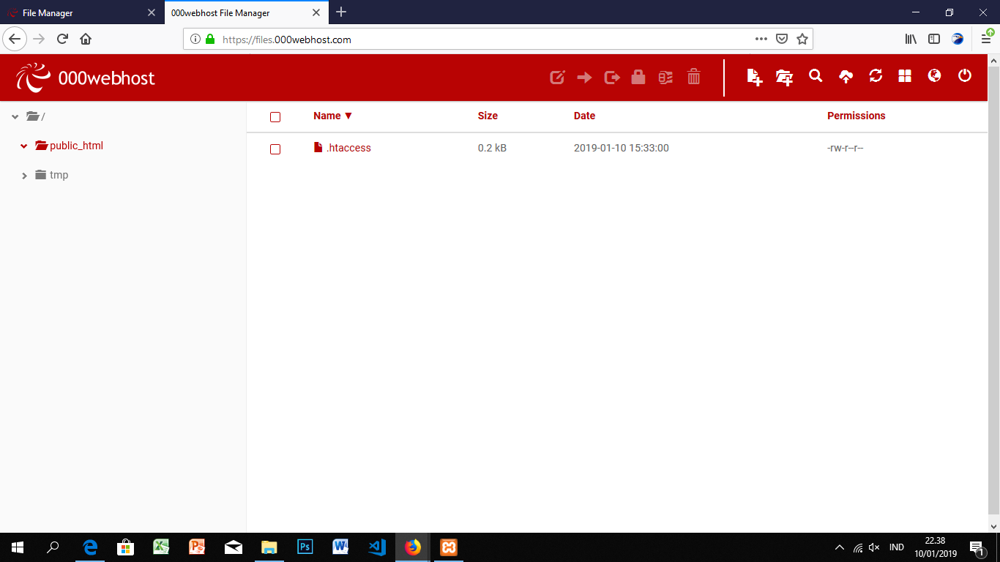 File Manager
000webhost File Manager
https://files.000webhost.com
000webhost
/
public_html
tmp
Name ▼ Size Date Permissions
.htaccess 0.2 kB 2019-01-10 15:33:00 -rw-r--r--
IND
22.38
10/01/2019
1